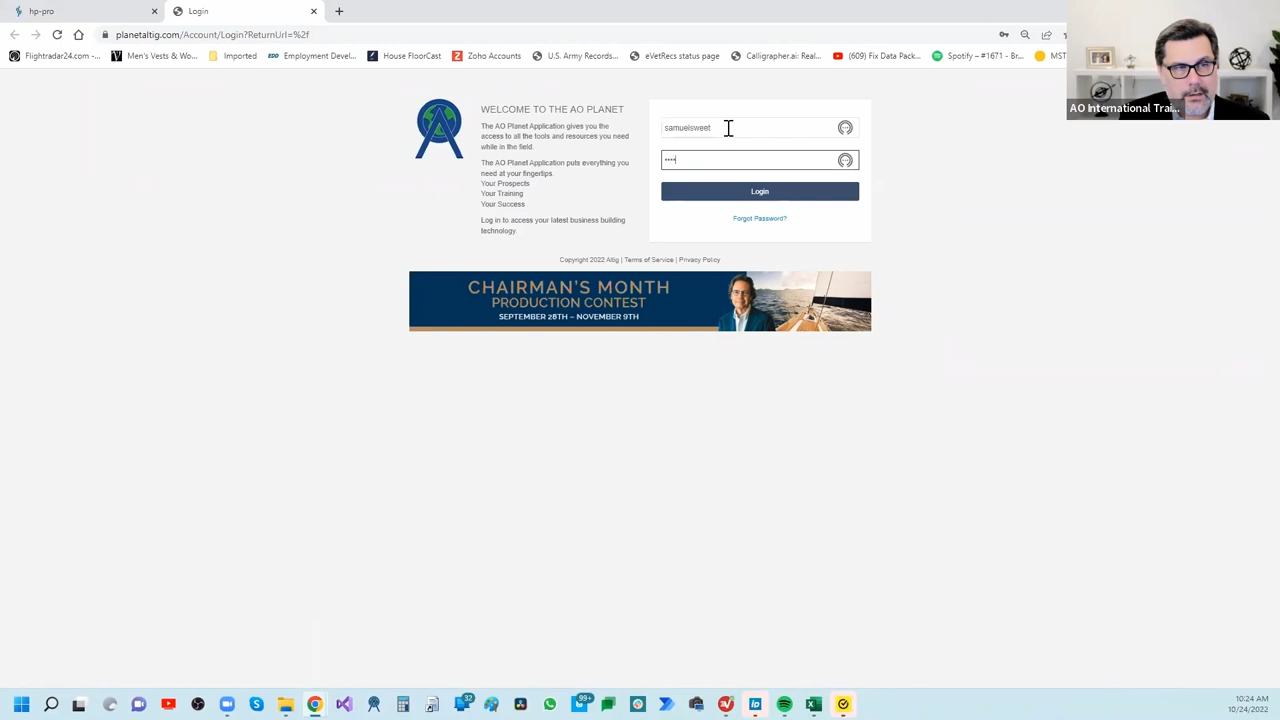 hp-pro
Login
planetaltig.com/Account/Login?ReturnUrl=%2f
Flightradar24.com -...
Men's Vests & Wo...
Imported
EDD
Employment Devel...
House FloorCast
Zoho Accounts
U.S. Army Records...
eVetRecs status page
Calligrapher.ai: Real...
(609) Fix Data Pack...
Spotify – #1671 - Br...
MST
AO International Trai...
WELCOME TO THE AO PLANET
The AO Planet Application gives you the
access to all the tools and resources you need
while in the field.
The AO Planet Application puts everything you
need at your fingertips.
Your Prospects
Your Training
Your Success
Log in to access your latest business building
technology.
samuelsweet
••••
Login
Forgot Password?
Copyright 2022 Altig | Terms of Service | Privacy Policy
CHAIRMAN'S MONTH
PRODUCTION CONTEST
SEPTEMBER 28TH – NOVEMBER 9TH
32
99+
10:24 AM
10/24/2022